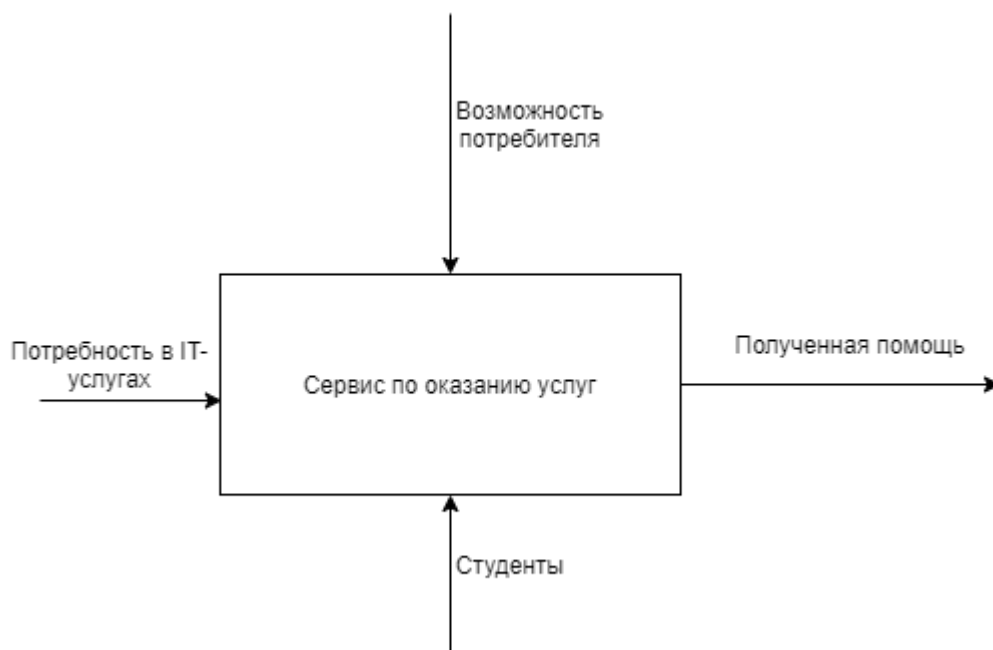 Возможность
потребителя
Потребность в IT-
услугах
Сервис по оказанию услуг
Полученная помощь
Студенты